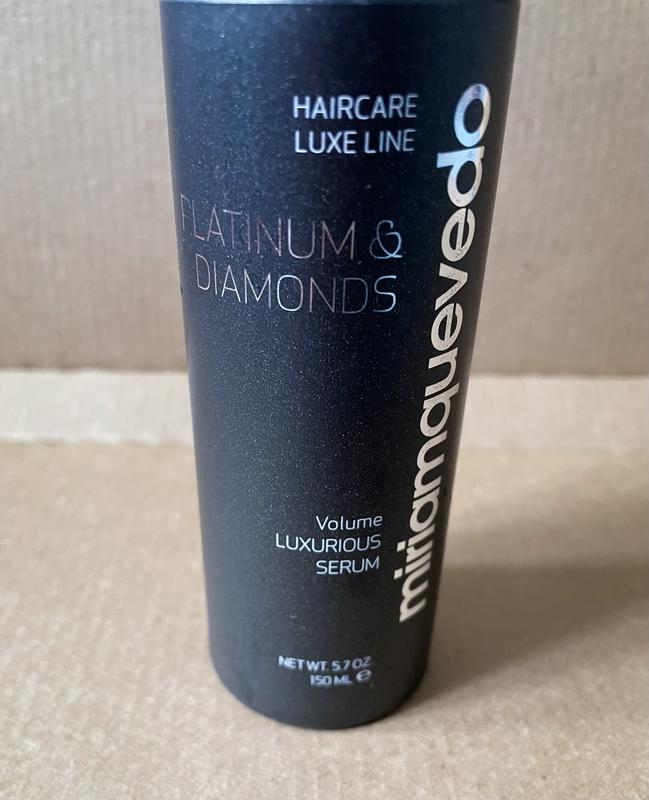 HAIRCARE
LUXE LINE
PLATINUM &
DIAMONDS
Volume
LUXURIOUS
SERUM
NET WT. 5.7 OZ.
150 ML ℮
miriamquevedo